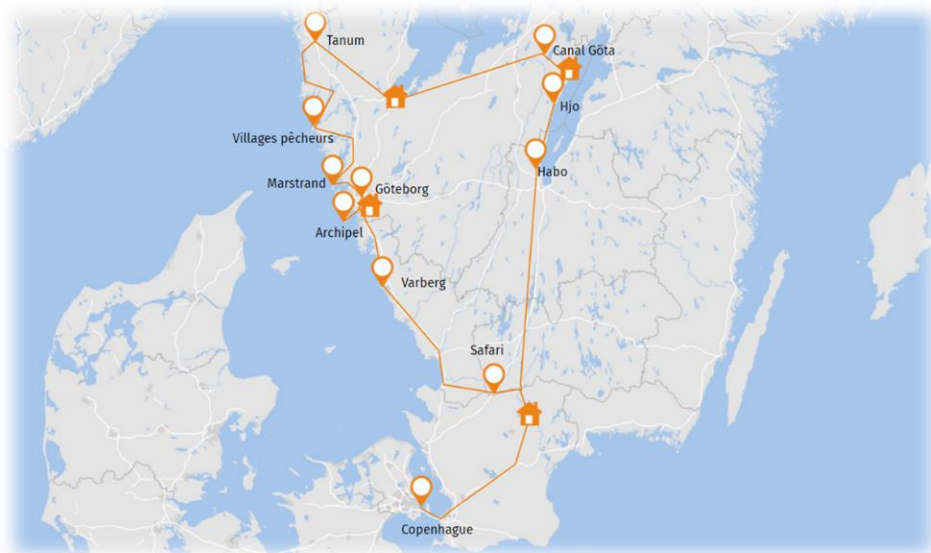 Tanum
Canal Göta
Hjo
Villages pêcheurs
Habo
Marstrand
Göteborg
Archipel
Varberg
Safari
Copenhague